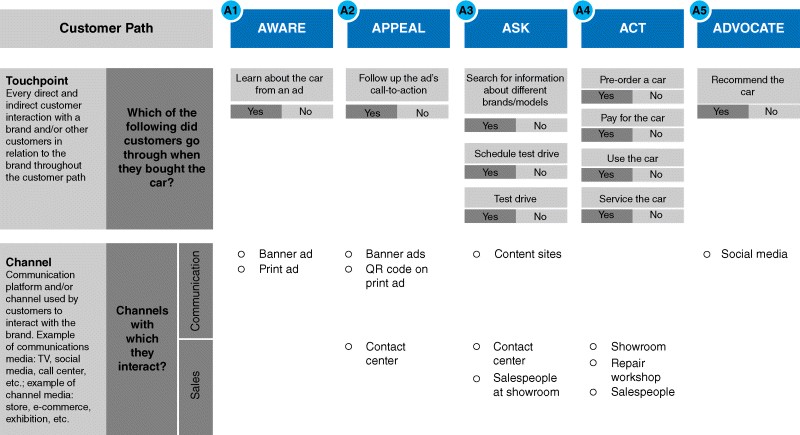 Customer Path
A1
AWARE
A2
APPEAL
A3
ASK
A4
ACT
A5
ADVOCATE
Touchpoint
Every direct and
indirect customer
interaction with a
brand and/or other
customers in
relation to the
brand throughout
the customer path
Which of the
following did
customers go
through when
they bought the
car?
Learn about the car
from an ad
Yes No
Follow up the ad's
call-to-action
Yes No
Search for information
about different
brands/models
Yes No
Schedule test drive
Yes No
Test drive
Yes No
Pre-order a car
Yes No
Pay for the car
Yes No
Use the car
Yes No
Service the car
Yes No
Recommend the
car
Yes No
Channel
Communication
platform and/or
channel used by
customers to
interact with the
brand. Example
of communications
media: TV, social
media, call center,
etc.; example of
channel media:
store, e-commerce,
exhibition, etc.
Channels
with
which
they
interact?
Communication
Banner ad
Print ad
Banner ads
QR code on
print ad
Content sites
Social media
Sales
Contact
center
Contact
center
Salespeople
at showroom
Showroom
Repair
workshop
Salespeople